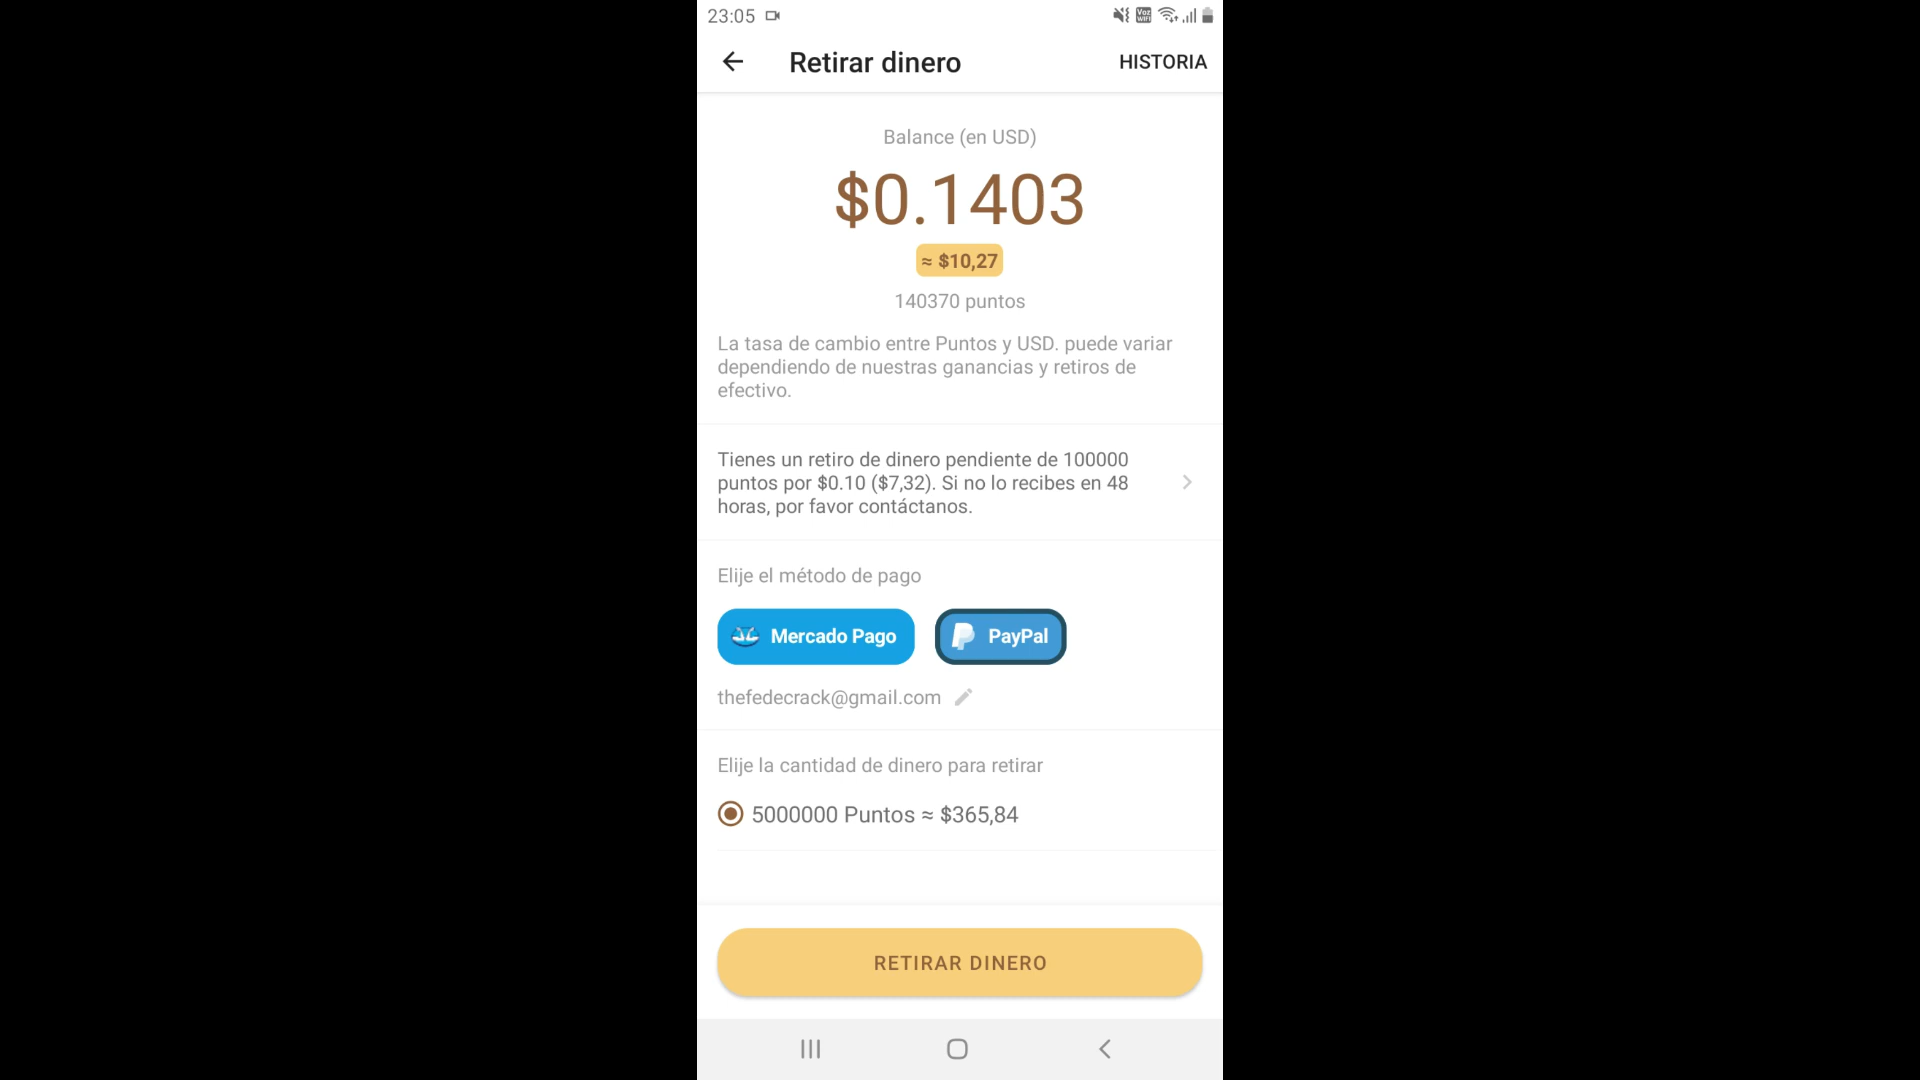 23:05
Voz
WiFi
Retirar dinero
HISTORIA
Balance (en USD)
$0.1403
≈ $10,27
140370 puntos
La tasa de cambio entre Puntos y USD. puede variar
dependiendo de nuestras ganancias y retiros de
efectivo.
Tienes un retiro de dinero pendiente de 100000
puntos por $0.10 ($7,32). Si no lo recibes en 48
horas, por favor contáctanos.
Elije el método de pago
Mercado Pago
PayPal
thefedecrack@gmail.com
Elije la cantidad de dinero para retirar
5000000 Puntos ≈ $365,84
RETIRAR DINERO